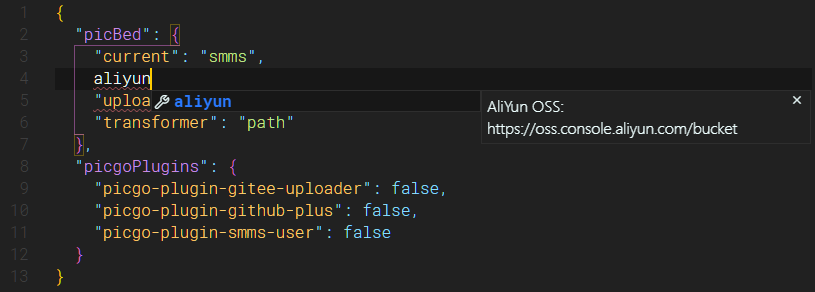 1 {
2 "picBed": {
3 "current": "smms",
4 aliyun
5 "uploa aliyun
6 "transformer": "path"
7 },
8 "picgoPlugins": {
9 "picgo-plugin-gitee-uploader": false,
10 "picgo-plugin-github-plus": false,
11 "picgo-plugin-smms-user": false
12 }
13 }
AliYun OSS:
https://oss.console.aliyun.com/bucket